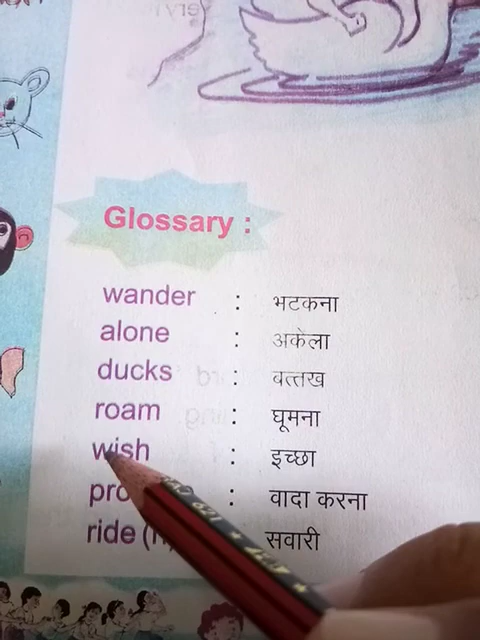 Glossary :
wander : भटकना
alone : अकेला
ducks : बत्तख
roam : घूमना
wish : इच्छा
: वादा करना
ride : सवारी